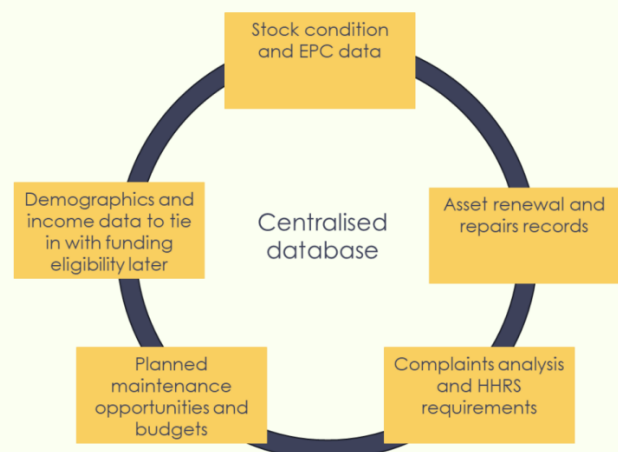 Stock condition
and EPC data
Demographics and
income data to tie
in with funding
eligibility later
Centralised
database
Asset renewal and
repairs records
Planned
maintenance
opportunities and
budgets
Complaints analysis
and HHRS
requirements